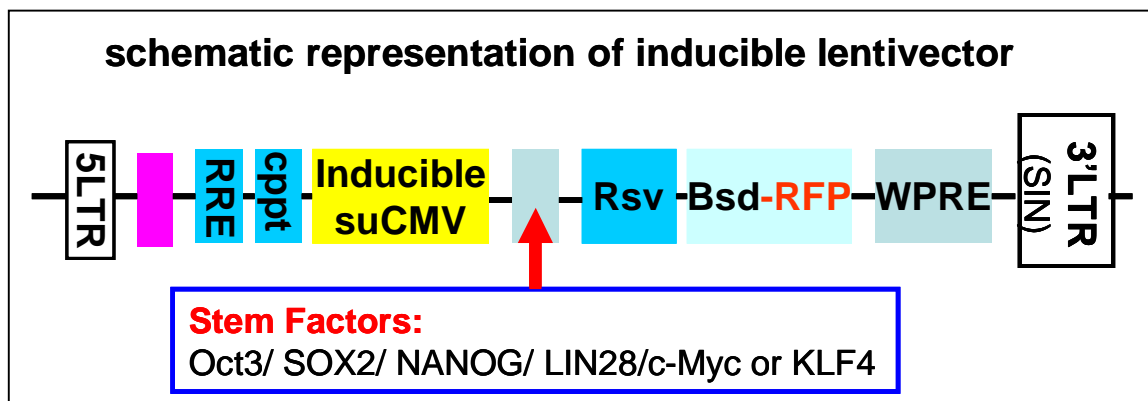 schematic representation of inducible lentivector
5LTR
RRE
cppt
Inducible
suCMV
Rsv
Bsd-RFP
WPRE
3'LTR
(SIN)
Stem Factors:
Oct3/ SOX2/ NANOG/ LIN28/c-Myc or KLF4